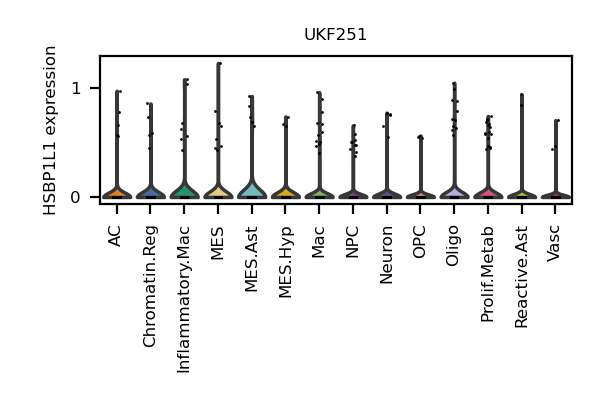 UKF251
HSBP1L1 expression
1
0
AC
Chromatin.Reg
Inflammatory.Mac
MES
MES.Ast
MES.Hyp
Mac
NPC
Neuron
OPC
Oligo
Prolif.Metab
Reactive.Ast
Vasc